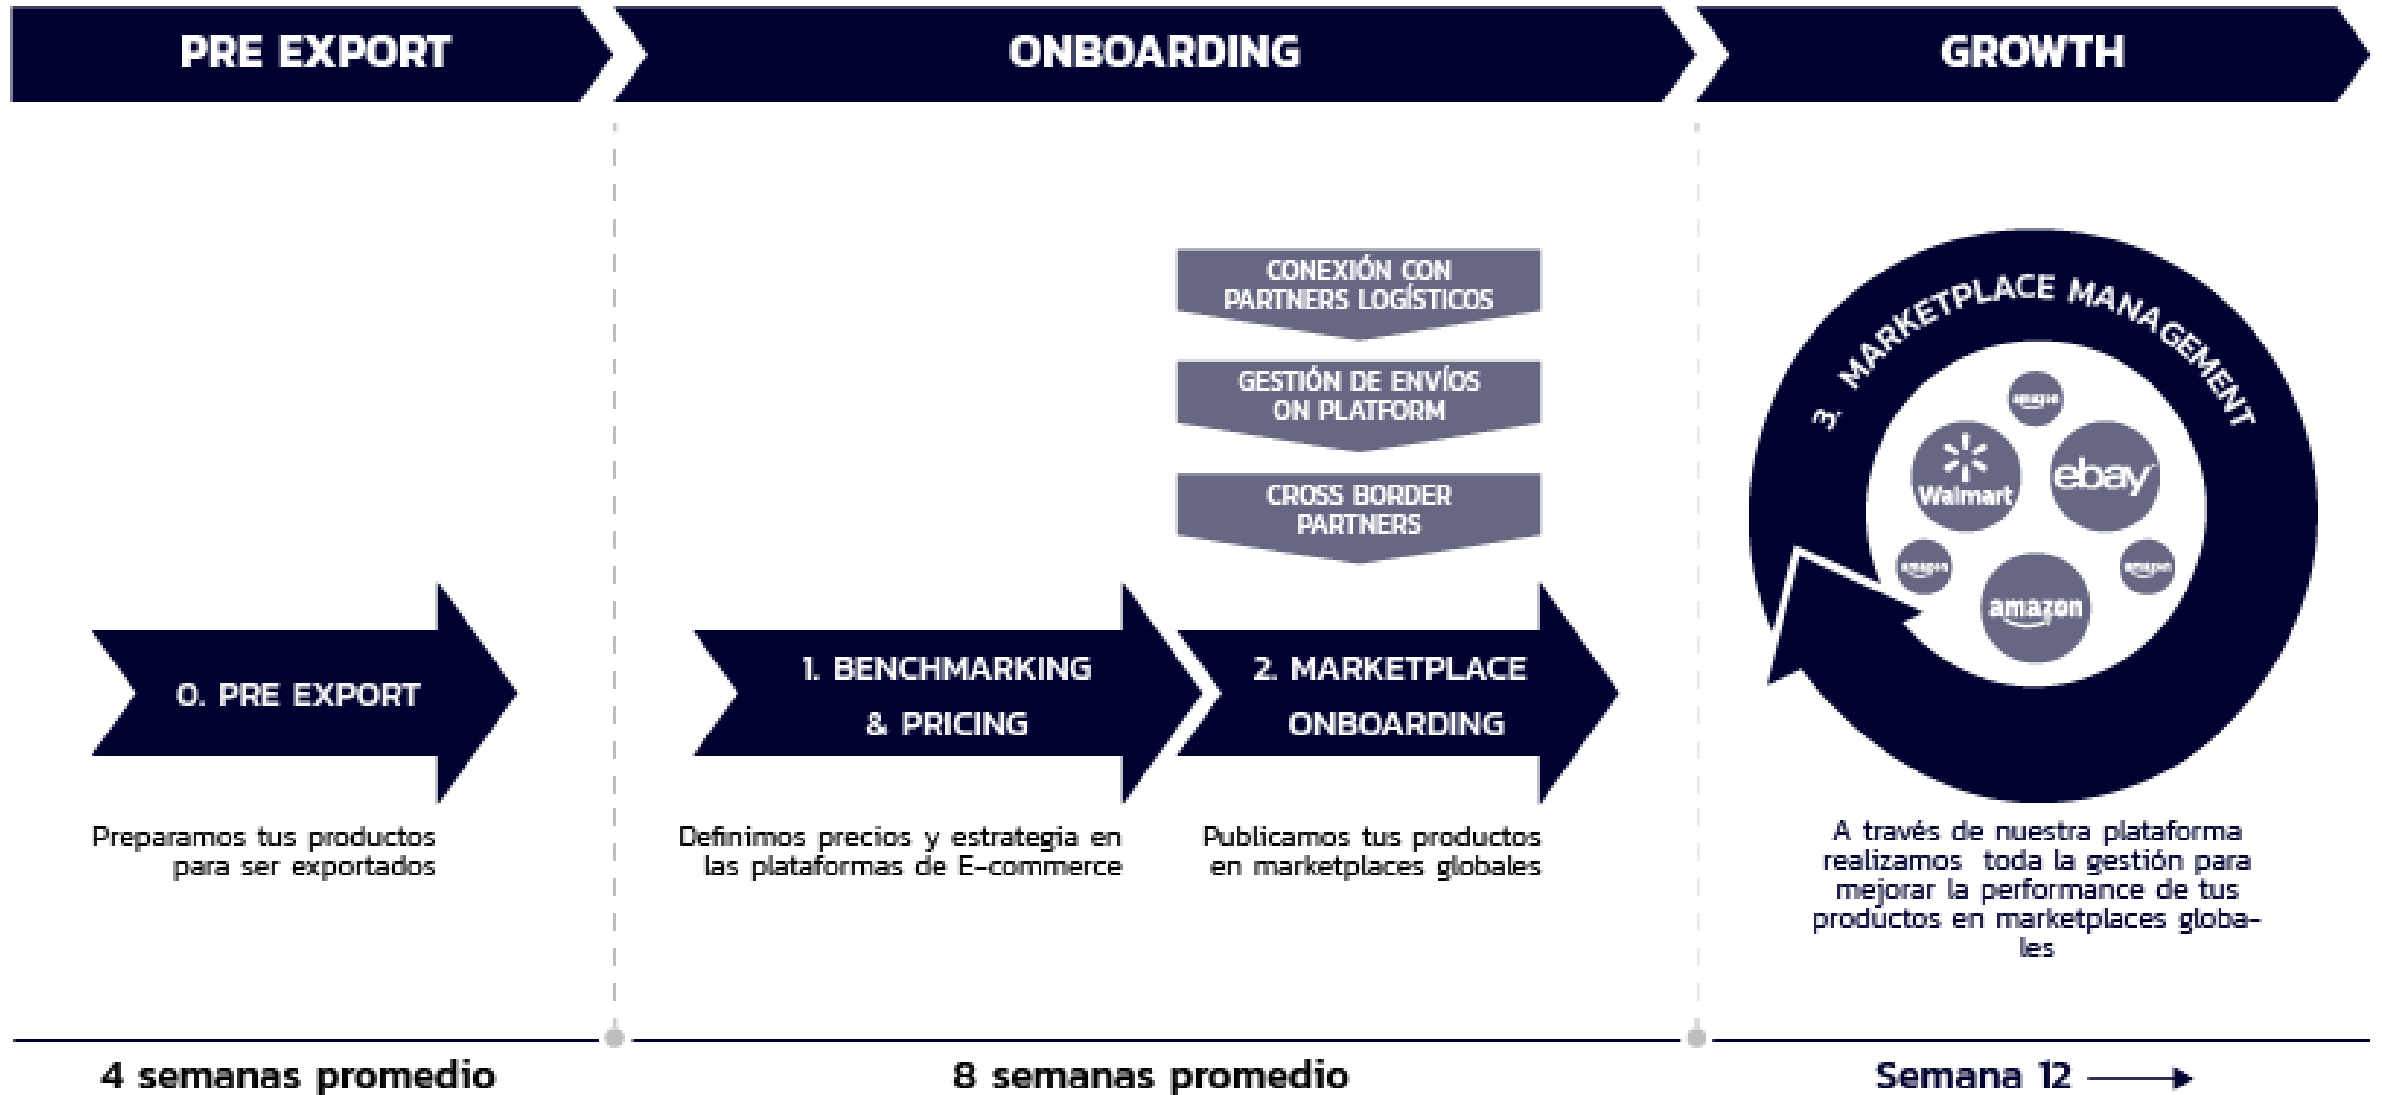 PRE EXPORT
ONBOARDING
GROWTH
CONEXIÓN CON
PARTNERS LOGÍSTICOS
GESTIÓN DE ENVÍOS
ON PLATFORM
CROSS BORDER
PARTNERS
0. PRE EXPORT
Preparamos tus productos
para ser exportados
1. BENCHMARKING
& PRICING
Definimos precios y estrategia en
las plataformas de E-commerce
2. MARKETPLACE
ONBOARDING
Publicamos tus productos
en marketplaces globales
3. MARKETPLACE MANAGEMENT
amazon
Walmart
ebay
amazon
amazon
amazon
A través de nuestra plataforma
realizamos toda la gestión para
mejorar la performance de tus
productos en marketplaces globa-
les
4 semanas promedio
8 semanas promedio
Semana 12